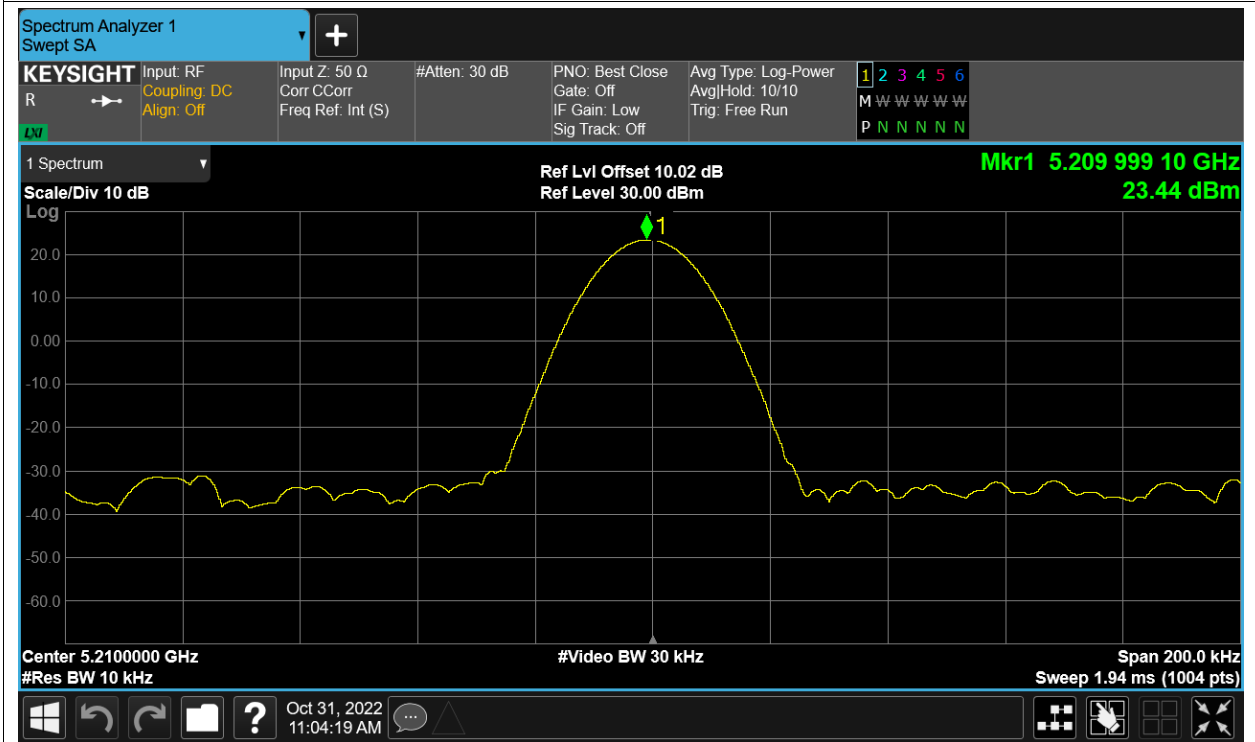 Spectrum Analyzer 1
Swept SA
+
KEYSIGHT
R
LXI
Input: RF
Coupling: DC
Align: Off
Input Z: 50 Ω
Corr CCorr
Freq Ref: Int (S)
#Atten: 30 dB
PNO: Best Close
Gate: Off
IF Gain: Low
Sig Track: Off
Avg Type: Log-Power
Avg|Hold: 10/10
Trig: Free Run
1 2 3 4 5 6
M W W W W W
P N N N N N
1 Spectrum
Scale/Div 10 dB
Log
Ref Lvl Offset 10.02 dB
Ref Level 30.00 dBm
Mkr1 5.209 999 10 GHz
23.44 dBm
1
20.0
10.0
0.00
-10.0
-20.0
-30.0
-40.0
-50.0
-60.0
Center 5.2100000 GHz
#Res BW 10 kHz
#Video BW 30 kHz
Span 200.0 kHz
Sweep 1.94 ms (1004 pts)
?
Oct 31, 2022
11:04:19 AM